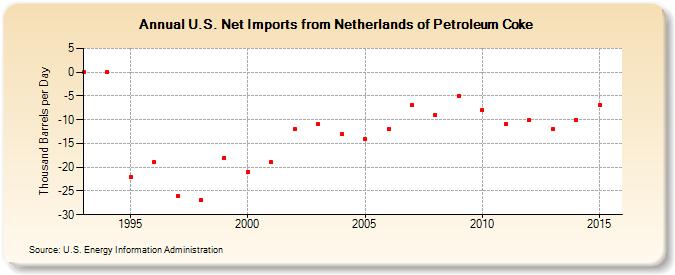 Annual U.S. Net Imports from Netherlands of Petroleum Coke
Thousand Barrels per Day
5
0
-5
-10
-15
-20
-25
-30
1995 2000 2005 2010 2015
Source: U.S. Energy Information Administration